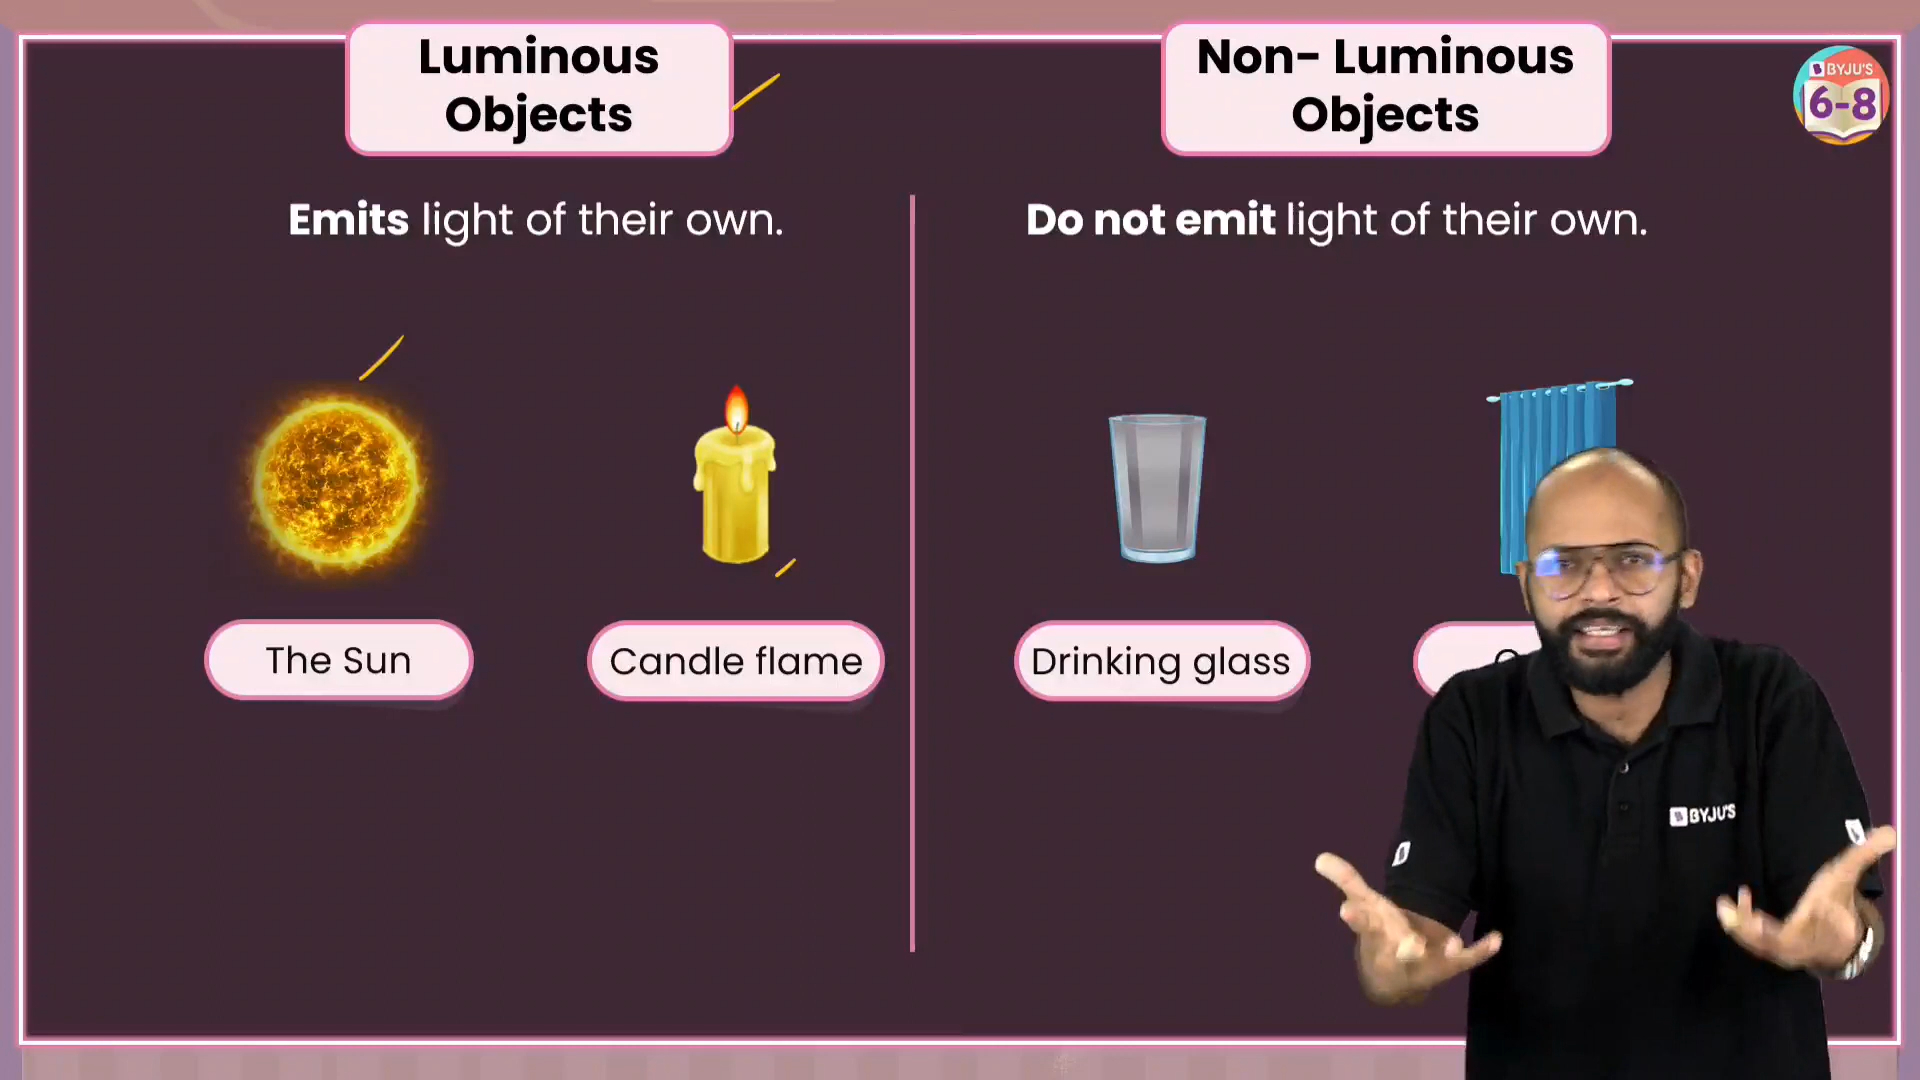 Luminous
Objects
Non- Luminous
Objects
BYJU'S
6-8
Emits light of their own.
Do not emit light of their own.
The Sun
Candle flame
Drinking glass
BYJU'S